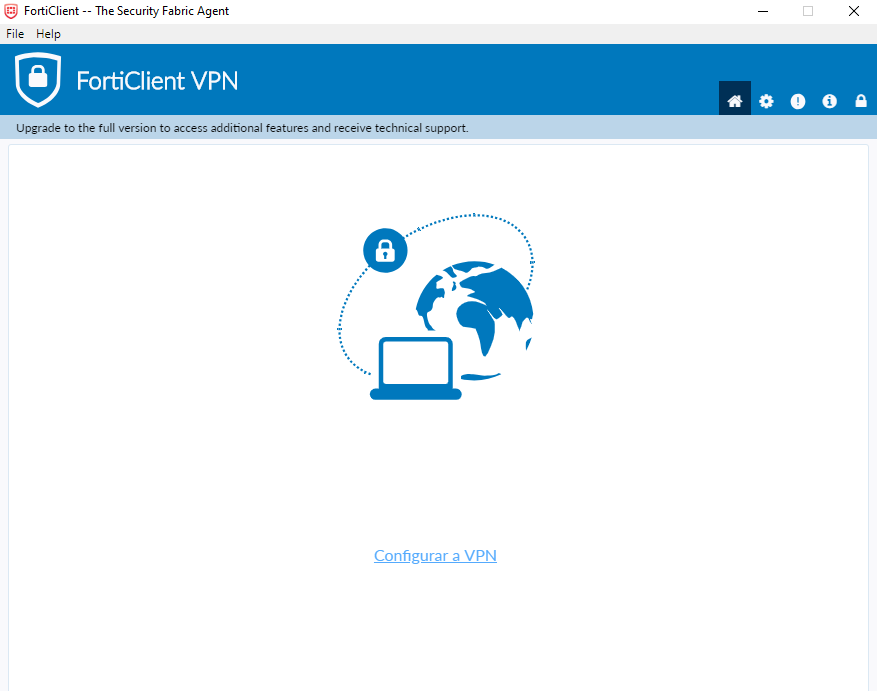 FortiClient -- The Security Fabric Agent
File Help
FortiClient VPN
Upgrade to the full version to access additional features and receive technical support.
Configurar a VPN